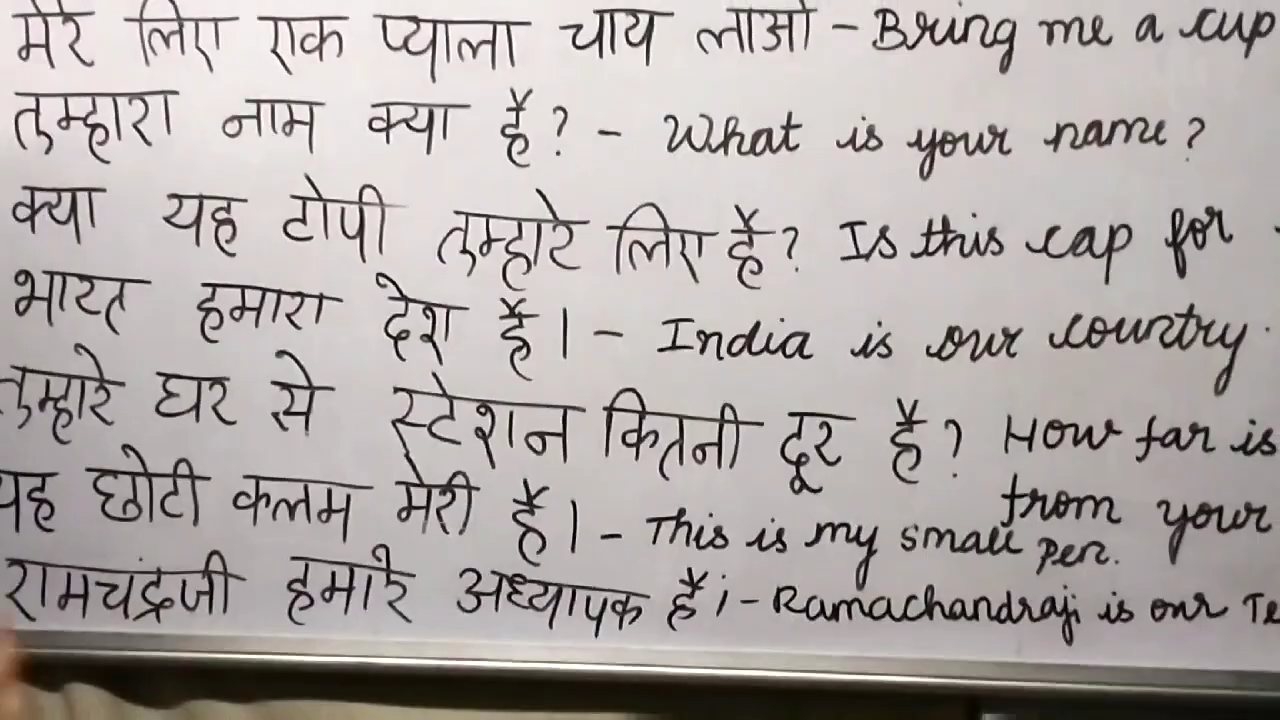 मेरे लिए एक प्याला चाय लाओ - Bring me a cup
तुम्हारा नाम क्या है? - What is your name?
क्या यह टोपी तुम्हारे लिए है? Is this cap for
भारत हमारा देश है। - India is our country.
तुम्हारे घर से स्टेशन कितनी दूर है? How far is
from your
यह छोटी कलम मेरी है। - This is my small pen.
रामचंद्रजी हमारे अध्यापक हैं।- Ramachandraji is our